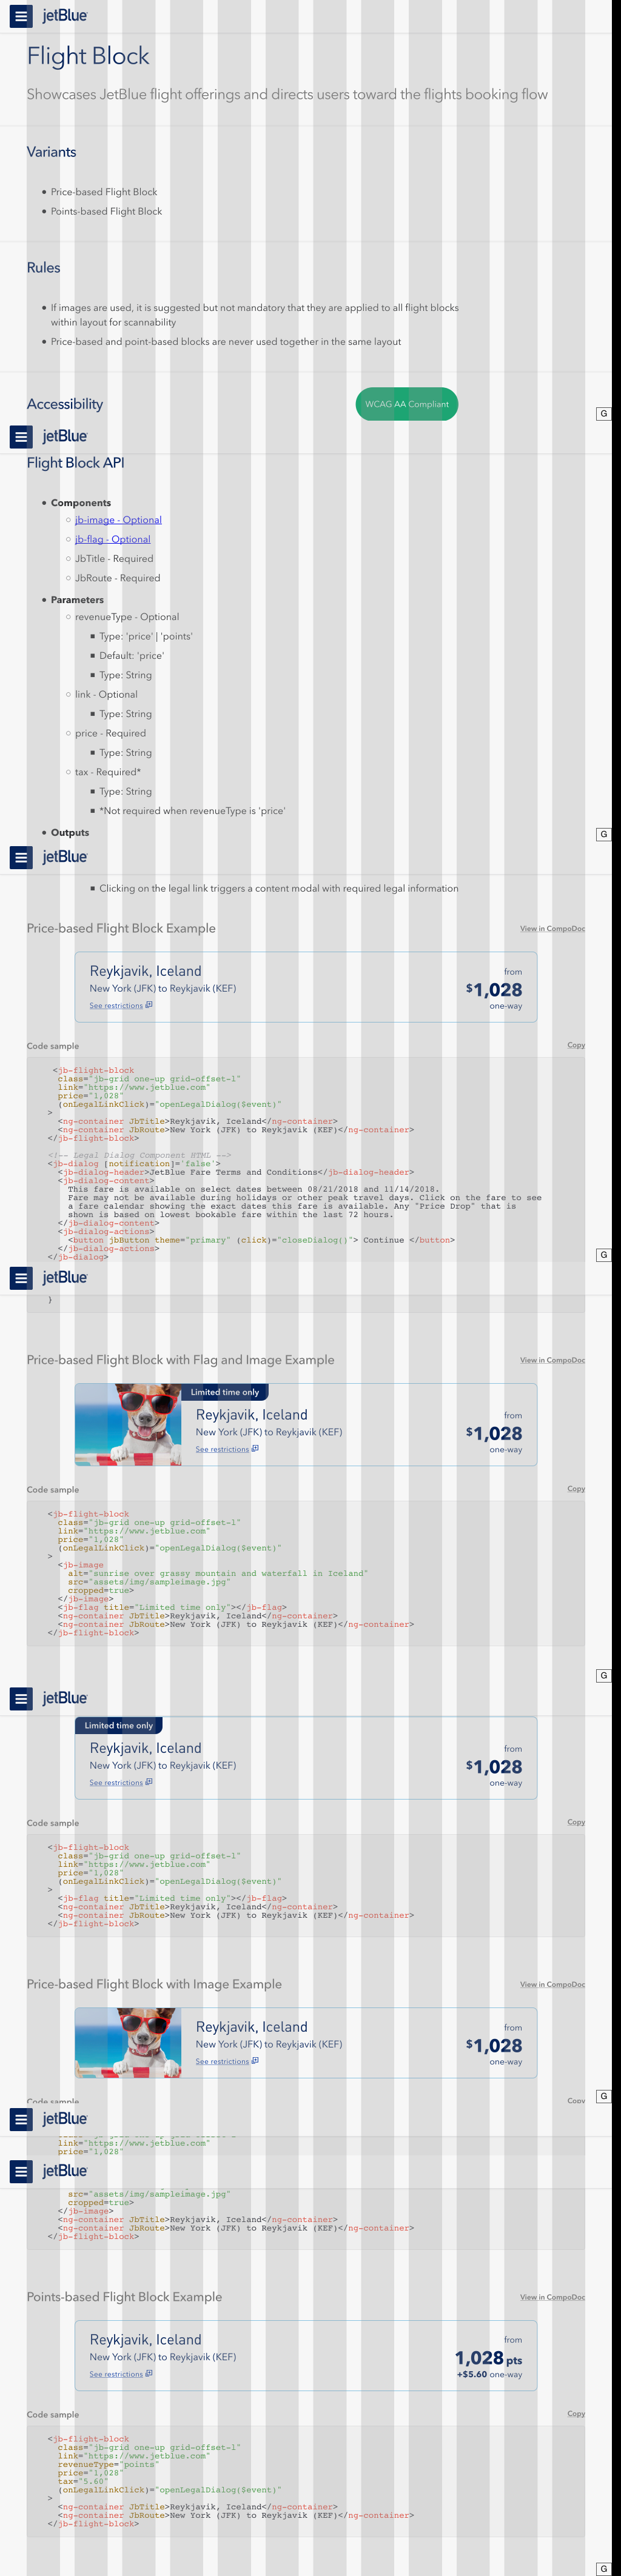 jetBlue
Flight Block
Showcases JetBlue flight offerings and directs users toward the flights booking flow
Variants
Price-based Flight Block
Points-based Flight Block
Rules
If images are used, it is suggested but not mandatory that they are applied to all flight blocks
within layout for scannability
Price-based and point-based blocks are never used together in the same layout
Accessibility
WCAG AA Compliant
G
jetBlue
Flight Block API
Components
jb-image - Optional
jb-flag - Optional
JbTitle - Required
JbRoute - Required
Parameters
revenueType - Optional
Type: 'price' | 'points'
Default: 'price'
Type: String
link - Optional
Type: String
price - Required
Type: String
tax - Required*
Type: String
*Not required when revenueType is 'price'
Outputs
G
jetBlue
Clicking on the legal link triggers a content modal with required legal information
Price-based Flight Block Example
View in CompoDoc
Reykjavik, Iceland
from
New York (JFK) to Reykjavik (KEF)
$1,028
See restrictions
one-way
Code sample
Copy
<jb-flight-block
class="jb-grid one-up grid-offset-1"
link="https://www.jetblue.com"
price="1,028"
(onLegalLinkClick)="openLegalDialog($event)"
>
<ng-container JbTitle>Reykjavik, Iceland</ng-container>
<ng-container JbRoute>New York (JFK) to Reykjavik (KEF)</ng-container>
</jb-flight-block>
<!-- Legal Dialog Component HTML -->
<jb-dialog [notification]='false'>
<jb-dialog-header>JetBlue Fare Terms and Conditions</jb-dialog-header>
<jb-dialog-content>
This fare is available on select dates between 08/21/2018 and 11/14/2018.
Fare may not be available during holidays or other peak travel days. Click on the fare to see
a fare calendar showing the exact dates this fare is available. Any "Price Drop" that is
shown is based on lowest bookable fare within the last 72 hours.
</jb-dialog-content>
<jb-dialog-actions>
<button jbButton theme="primary" (click)="closeDialog()"> Continue </button>
</jb-dialog-actions>
</jb-dialog>
G
jetBlue
}
Price-based Flight Block with Flag and Image Example
View in CompoDoc
Limited time only
Reykjavik, Iceland
from
New York (JFK) to Reykjavik (KEF)
$1,028
See restrictions
one-way
Code sample
Copy
<jb-flight-block
class="jb-grid one-up grid-offset-1"
link="https://www.jetblue.com"
price="1,028"
(onLegalLinkClick)="openLegalDialog($event)"
>
<jb-image
alt="sunrise over grassy mountain and waterfall in Iceland"
src="assets/img/sampleimage.jpg"
cropped=true>
</jb-image>
<jb-flag title="Limited time only"></jb-flag>
<ng-container JbTitle>Reykjavik, Iceland</ng-container>
<ng-container JbRoute>New York (JFK) to Reykjavik (KEF)</ng-container>
</jb-flight-block>
G
jetBlue
Limited time only
Reykjavik, Iceland
from
New York (JFK) to Reykjavik (KEF)
$1,028
See restrictions
one-way
Code sample
Copy
<jb-flight-block
class="jb-grid one-up grid-offset-1"
link="https://www.jetblue.com"
price="1,028"
(onLegalLinkClick)="openLegalDialog($event)"
>
<jb-flag title="Limited time only"></jb-flag>
<ng-container JbTitle>Reykjavik, Iceland</ng-container>
<ng-container JbRoute>New York (JFK) to Reykjavik (KEF)</ng-container>
</jb-flight-block>
Price-based Flight Block with Image Example
View in CompoDoc
Reykjavik, Iceland
from
New York (JFK) to Reykjavik (KEF)
$1,028
See restrictions
one-way
Code sample
Copy
G
jetBlue
link="https://www.jetblue.com"
price="1,028"
jetBlue
src="assets/img/sampleimage.jpg"
cropped=true>
</jb-image>
<ng-container JbTitle>Reykjavik, Iceland</ng-container>
<ng-container JbRoute>New York (JFK) to Reykjavik (KEF)</ng-container>
</jb-flight-block>
Points-based Flight Block Example
View in CompoDoc
Reykjavik, Iceland
from
New York (JFK) to Reykjavik (KEF)
1,028 pts
See restrictions
+$5.60 one-way
Code sample
Copy
<jb-flight-block
class="jb-grid one-up grid-offset-1"
link="https://www.jetblue.com"
revenueType="points"
price="1,028"
tax="5.60"
(onLegalLinkClick)="openLegalDialog($event)"
>
<ng-container JbTitle>Reykjavik, Iceland</ng-container>
<ng-container JbRoute>New York (JFK) to Reykjavik (KEF)</ng-container>
</jb-flight-block>
G